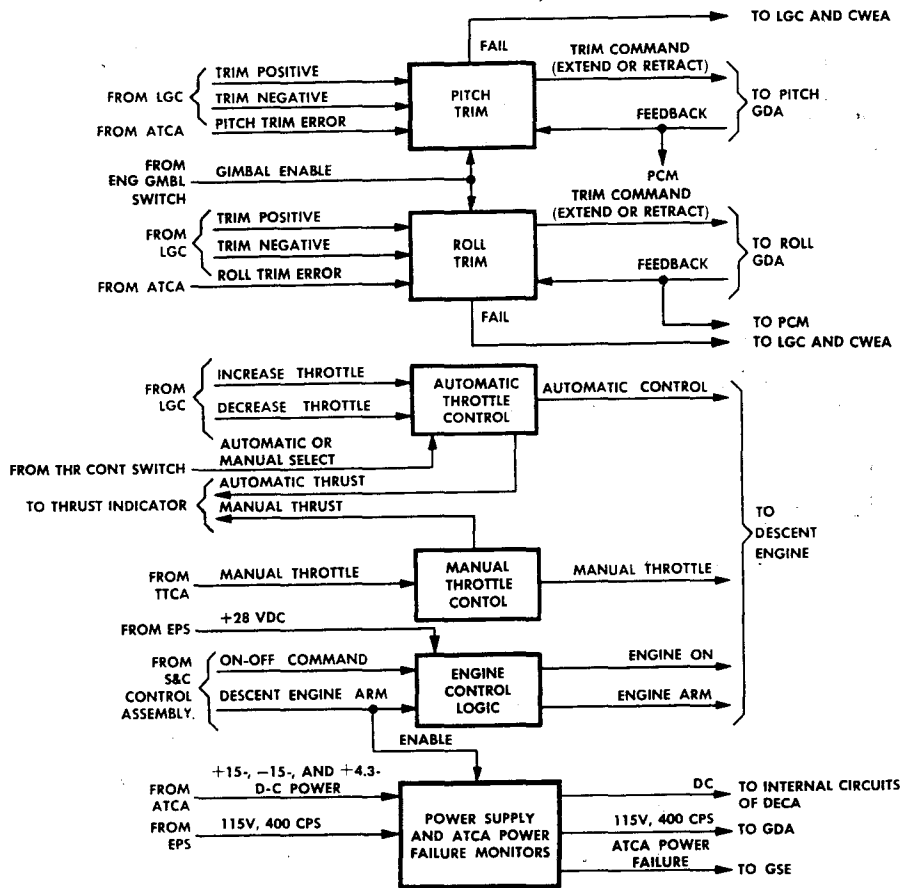 TO LGC AND CWEA
FAIL
TRIM COMMAND
(EXTEND OR RETRACT)
FROM LGC
TRIM POSITIVE
TRIM NEGATIVE
FROM ATCA
PITCH TRIM ERROR
PITCH
TRIM
FEEDBACK
TO PITCH
GDA
PCM
FROM
ENG GMBL
SWITCH
GIMBAL ENABLE
TRIM COMMAND
(EXTEND OR RETRACT)
FROM
LGC
TRIM POSITIVE
TRIM NEGATIVE
FROM ATCA
ROLL TRIM ERROR
ROLL
TRIM
FEEDBACK
TO ROLL
GDA
FAIL
TO PCM
TO LGC AND CWEA
FROM
LGC
INCREASE THROTTLE
DECREASE THROTTLE
AUTOMATIC
THROTTLE
CONTROL
AUTOMATIC CONTROL
FROM THR CONT SWITCH
AUTOMATIC OR
MANUAL SELECT
TO THRUST INDICATOR
AUTOMATIC THRUST
MANUAL THRUST
TO
DESCENT
ENGINE
FROM
TTCA
MANUAL THROTTLE
MANUAL
THROTTLE
CONTOL
MANUAL THROTTLE
FROM EPS
+28 VDC
FROM
S&C
CONTROL
ASSEMBLY.
ON-OFF COMMAND
DESCENT ENGINE ARM
ENGINE
CONTROL
LOGIC
ENGINE ON
ENGINE ARM
ENABLE
FROM
ATCA
+15-, -15-, AND +4.3-
D-C POWER
FROM
EPS
115V, 400 CPS
POWER SUPPLY
AND ATCA POWER
FAILURE MONITORS
DC
TO INTERNAL CIRCUITS
OF DECA
115V, 400 CPS
TO GDA
ATCA POWER
FAILURE
TO GSE